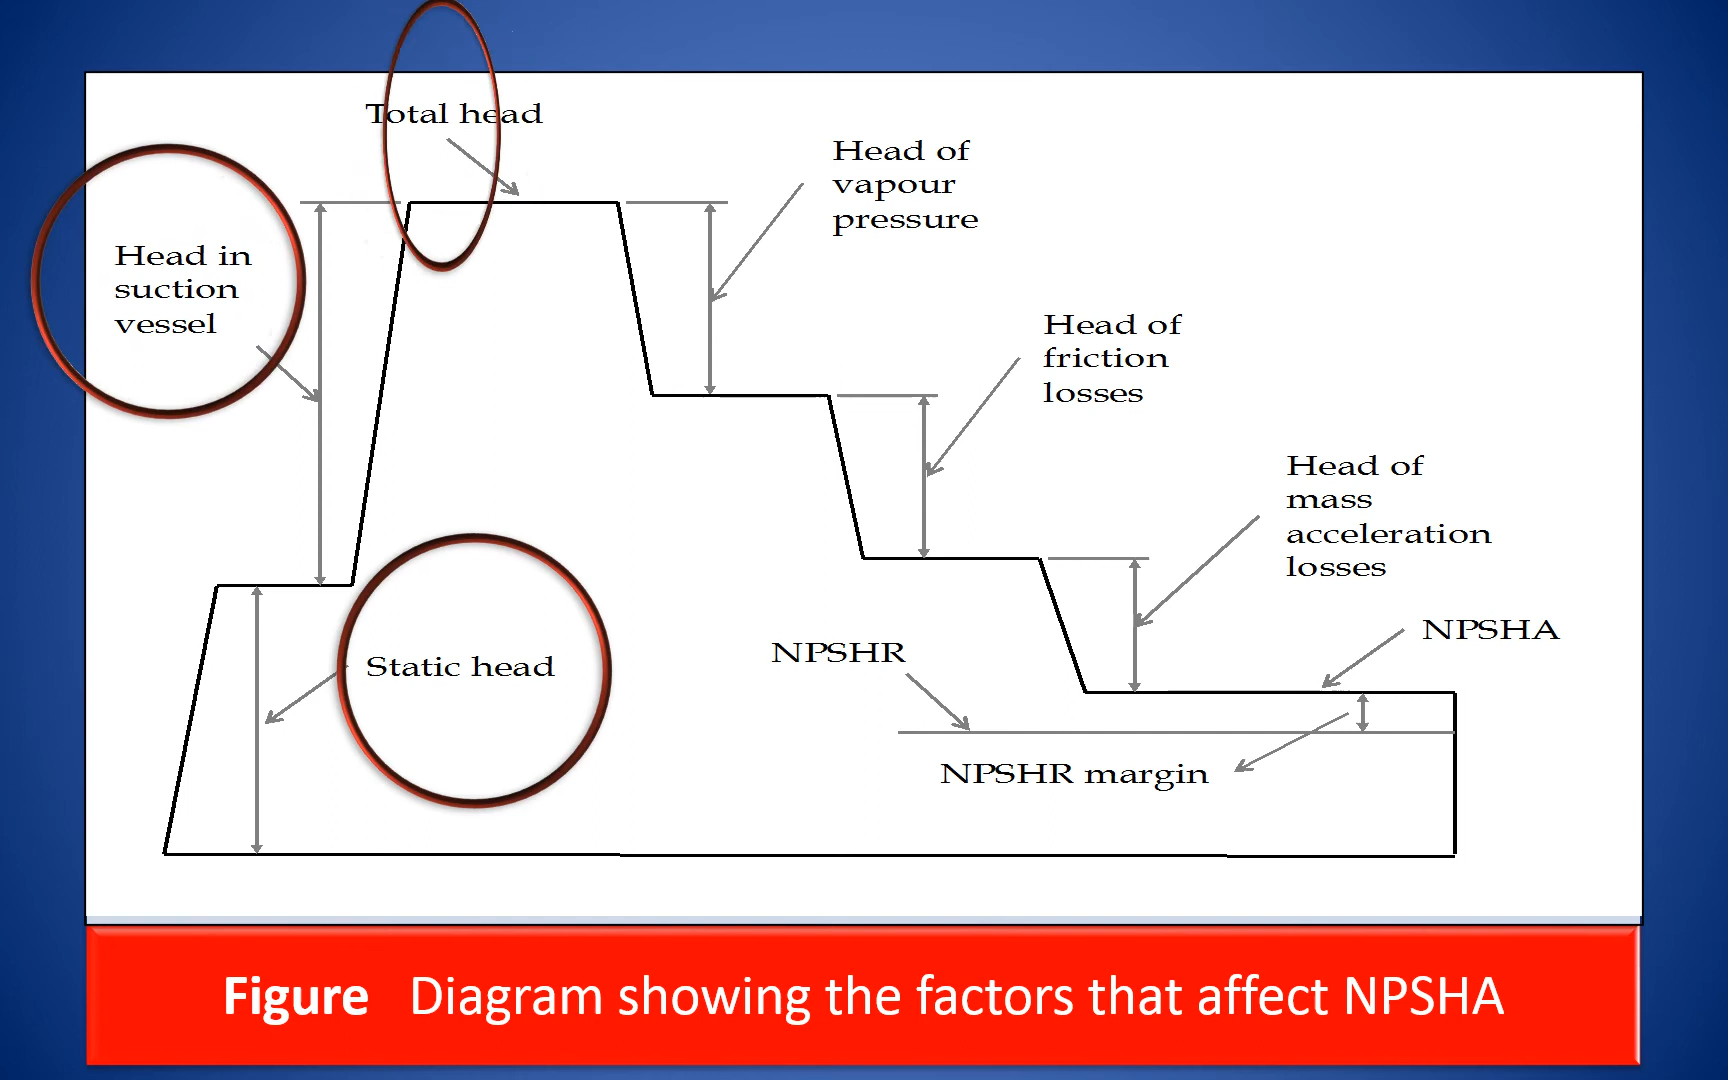 Total head
Head of
vapour
pressure
Head in
suction
vessel
Head of
friction
losses
Head of
mass
acceleration
losses
NPSHA
NPSHR
Static head
NPSHR margin
Figure Diagram showing the factors that affect NPSHA